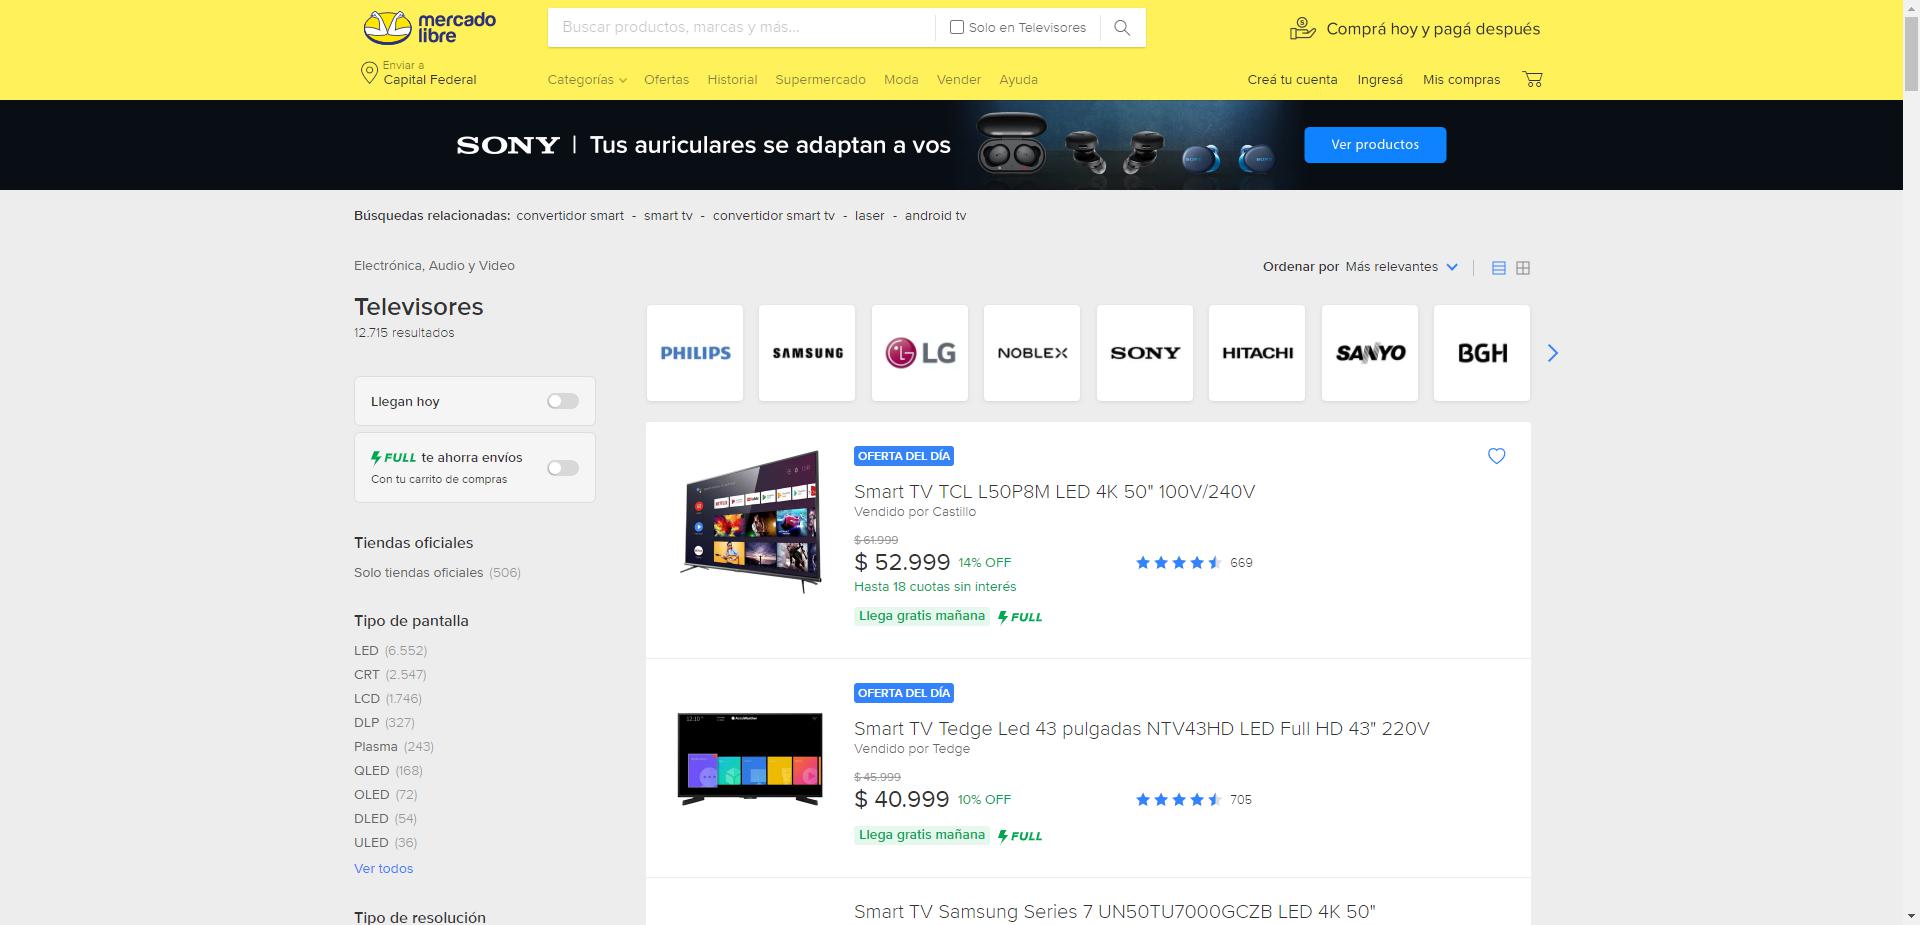 mercado
libre
Buscar productos, marcas y más...
Solo en Televisores
Comprá hoy y pagá después
Enviar a
Capital Federal
Categorías Ofertas Historial Supermercado Moda Vender Ayuda
Creá tu cuenta Ingresá Mis compras
SONY | Tus auriculares se adaptan a vos
Ver productos
Búsquedas relacionadas: convertidor smart - smart tv - convertidor smart tv - laser - android tv
Electrónica, Audio y Video
Ordenar por Más relevantes
Televisores
12.715 resultados
PHILIPS SAMSUNG LG NOBLEX SONY HITACHI SANYO BGH
Llegan hoy
FULL te ahorra envíos
Con tu carrito de compras
Tiendas oficiales
Solo tiendas oficiales (506)
Tipo de pantalla
LED (6.552)
CRT (2.547)
LCD (1.746)
DLP (327)
Plasma (243)
QLED (168)
OLED (72)
DLED (54)
ULED (36)
Ver todos
Tipo de resolución
OFERTA DEL DÍA
Smart TV TCL L50P8M LED 4K 50" 100V/240V
Vendido por Castillo
$ 61.999
$ 52.999 14% OFF
669
Hasta 18 cuotas sin interés
Llega gratis mañana FULL
OFERTA DEL DÍA
Smart TV Tedge Led 43 pulgadas NTV43HD LED Full HD 43" 220V
Vendido por Tedge
$ 45.999
$ 40.999 10% OFF
705
Llega gratis mañana FULL
12:10
AccuWeather
Smart TV Samsung Series 7 UN50TU7000GCZB LED 4K 50"